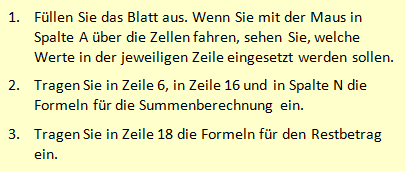 1. Füllen Sie das Blatt aus. Wenn Sie mit der Maus in
Spalte A über die Zellen fahren, sehen Sie, welche
Werte in der jeweiligen Zeile eingesetzt werden sollen.
2. Tragen Sie in Zeile 6, in Zeile 16 und in Spalte N die
Formeln für die Summenberechnung ein.
3. Tragen Sie in Zeile 18 die Formeln für den Restbetrag
ein.